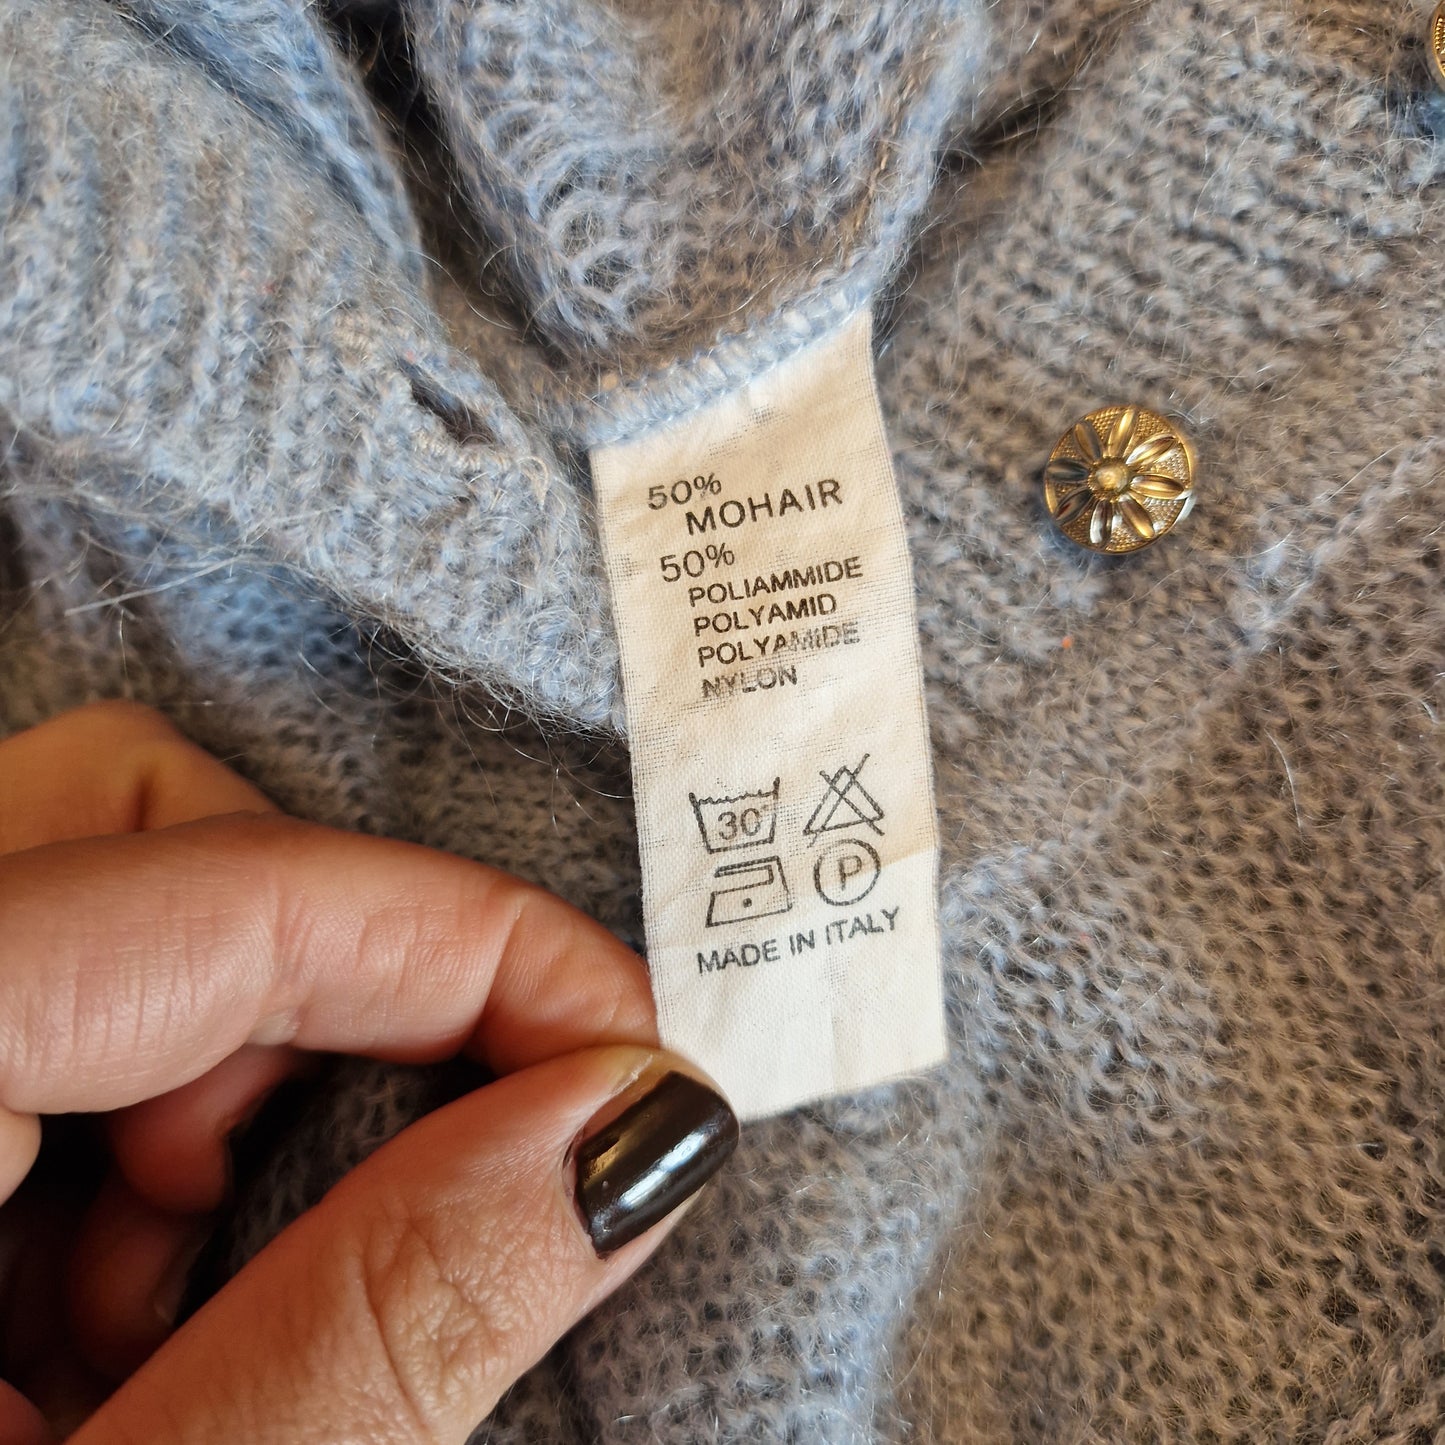 50%
MOHAIR
50%
POLIAMMIDE
POLYAMID
POLYAMIDE
NYLON
30
P
MADE IN ITALY